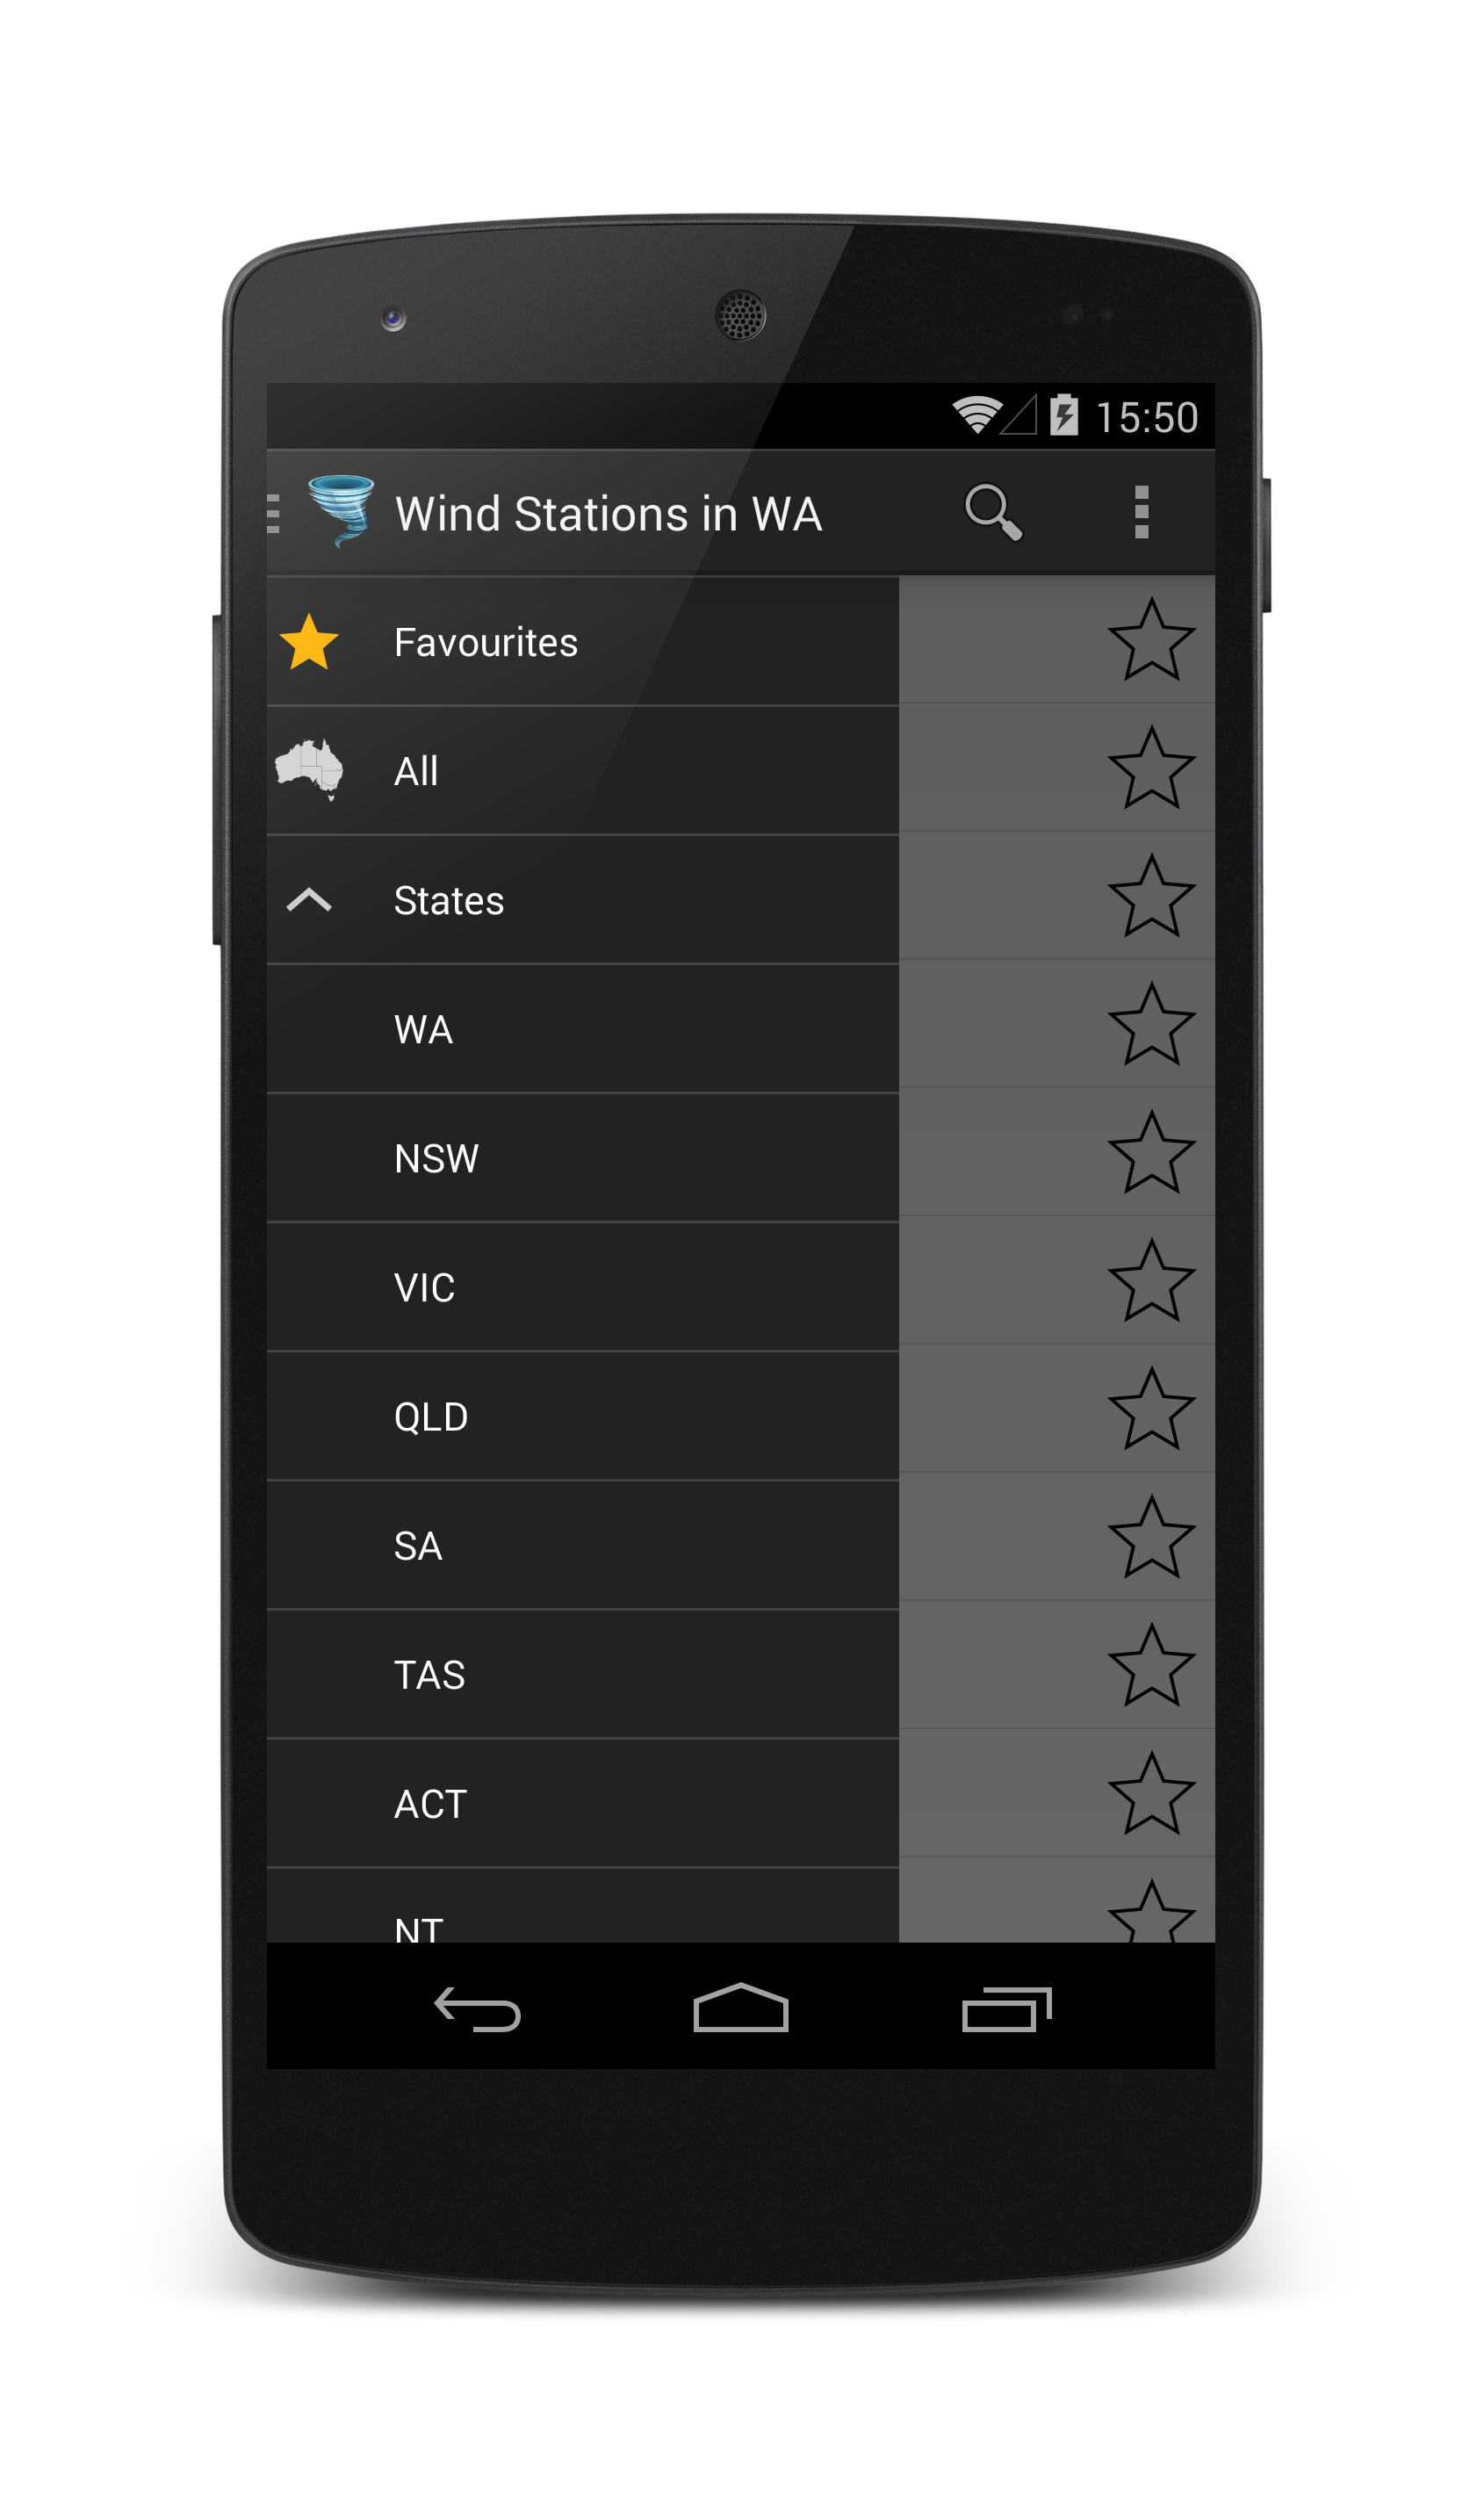 15:50
Wind Stations in WA
Favourites
All
States
WA
NSW
VIC
QLD
SA
TAS
ACT
NT